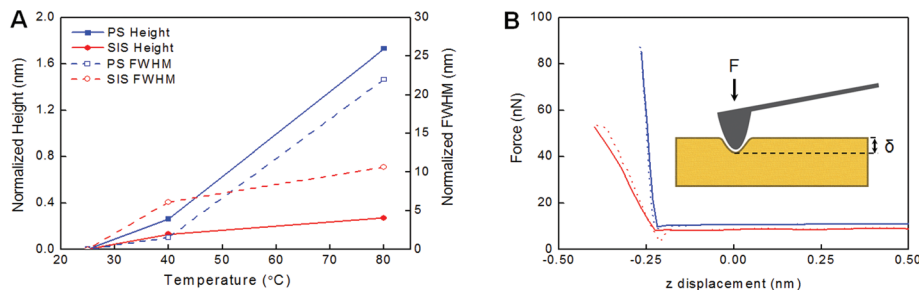 A
B
PS Height
SIS Height
PS FWHM
SIS FWHM
Normalized Height (nm)
2.0
1.6
1.2
0.8
0.4
0.0
20 30 40 50 60 70 80
Temperature (°C)
30
25
20
15
10
5
0
Normalized FWHM (nm)
Force (nN)
100
80
60
40
20
0
F
δ
-0.50 -0.25 0.00 0.25 0.50
z displacement (nm)